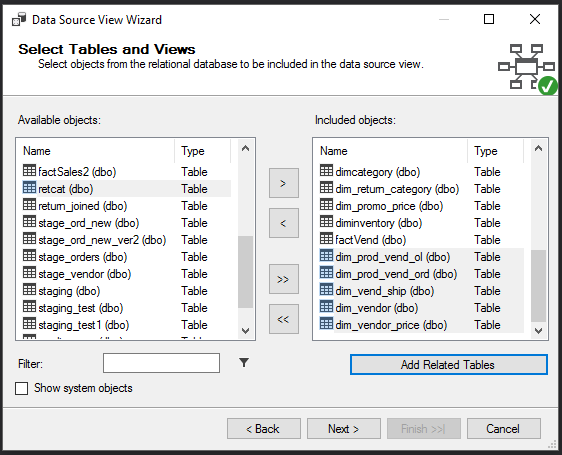 Data Source View Wizard
Select Tables and Views
Select objects from the relational database to be included in the data source view.
Available objects:
Name Type
factSales2 (dbo) Table
retcat (dbo) Table
return_joined (dbo) Table
stage_ord_new (dbo) Table
stage_ord_new_ver2 (dbo) Table
stage_orders (dbo) Table
stage_vendor (dbo) Table
staging (dbo) Table
staging_test (dbo) Table
staging_test1 (dbo) Table
>
<
>>
<<
Included objects:
Name Type
dimcategory (dbo) Table
dim_return_category (dbo) Table
dim_promo_price (dbo) Table
diminventory (dbo) Table
factVend (dbo) Table
dim_prod_vend_ol (dbo) Table
dim_prod_vend_ord (dbo) Table
dim_vend_ship (dbo) Table
dim_vendor (dbo) Table
dim_vendor_price (dbo) Table
Filter:
Add Related Tables
Show system objects
< Back
Next >
Finish >>|
Cancel